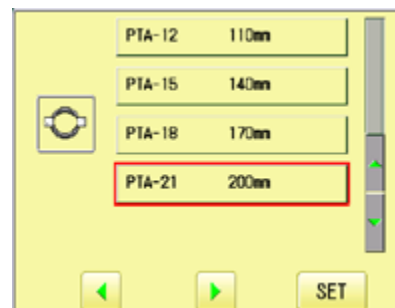 PTA-12 110mm
PTA-15 140mm
PTA-18 170mm
PTA-21 200mm
SET